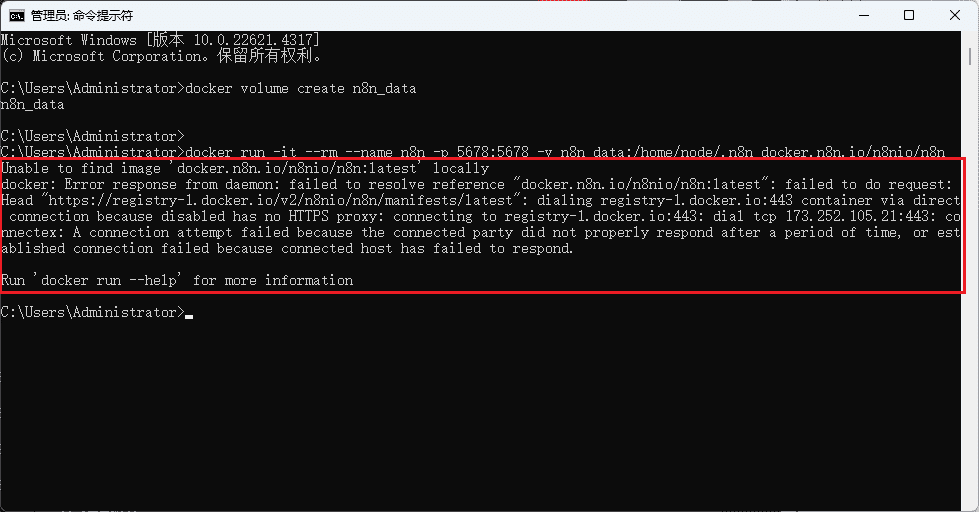 管理员: 命令提示符
Microsoft Windows [版本 10.0.22621.4317]
(c) Microsoft Corporation。保留所有权利。
C:\Users\Administrator>docker volume create n8n_data
n8n_data
C:\Users\Administrator>
C:\Users\Administrator>docker run -it --rm --name n8n -p 5678:5678 -v n8n_data:/home/node/.n8n docker.n8n.io/n8nio/n8n
Unable to find image 'docker.n8n.io/n8nio/n8n:latest' locally
docker: Error response from daemon: failed to resolve reference "docker.n8n.io/n8nio/n8n:latest": failed to do request:
Head "https://registry-1.docker.io/v2/n8nio/n8n/manifests/latest": dialing registry-1.docker.io:443 container via direct
connection because disabled has no HTTPS proxy: connecting to registry-1.docker.io:443: dial tcp 173.252.105.21:443: co
nnectex: A connection attempt failed because the connected party did not properly respond after a period of time, or est
ablished connection failed because connected host has failed to respond.
Run 'docker run --help' for more information
C:\Users\Administrator>